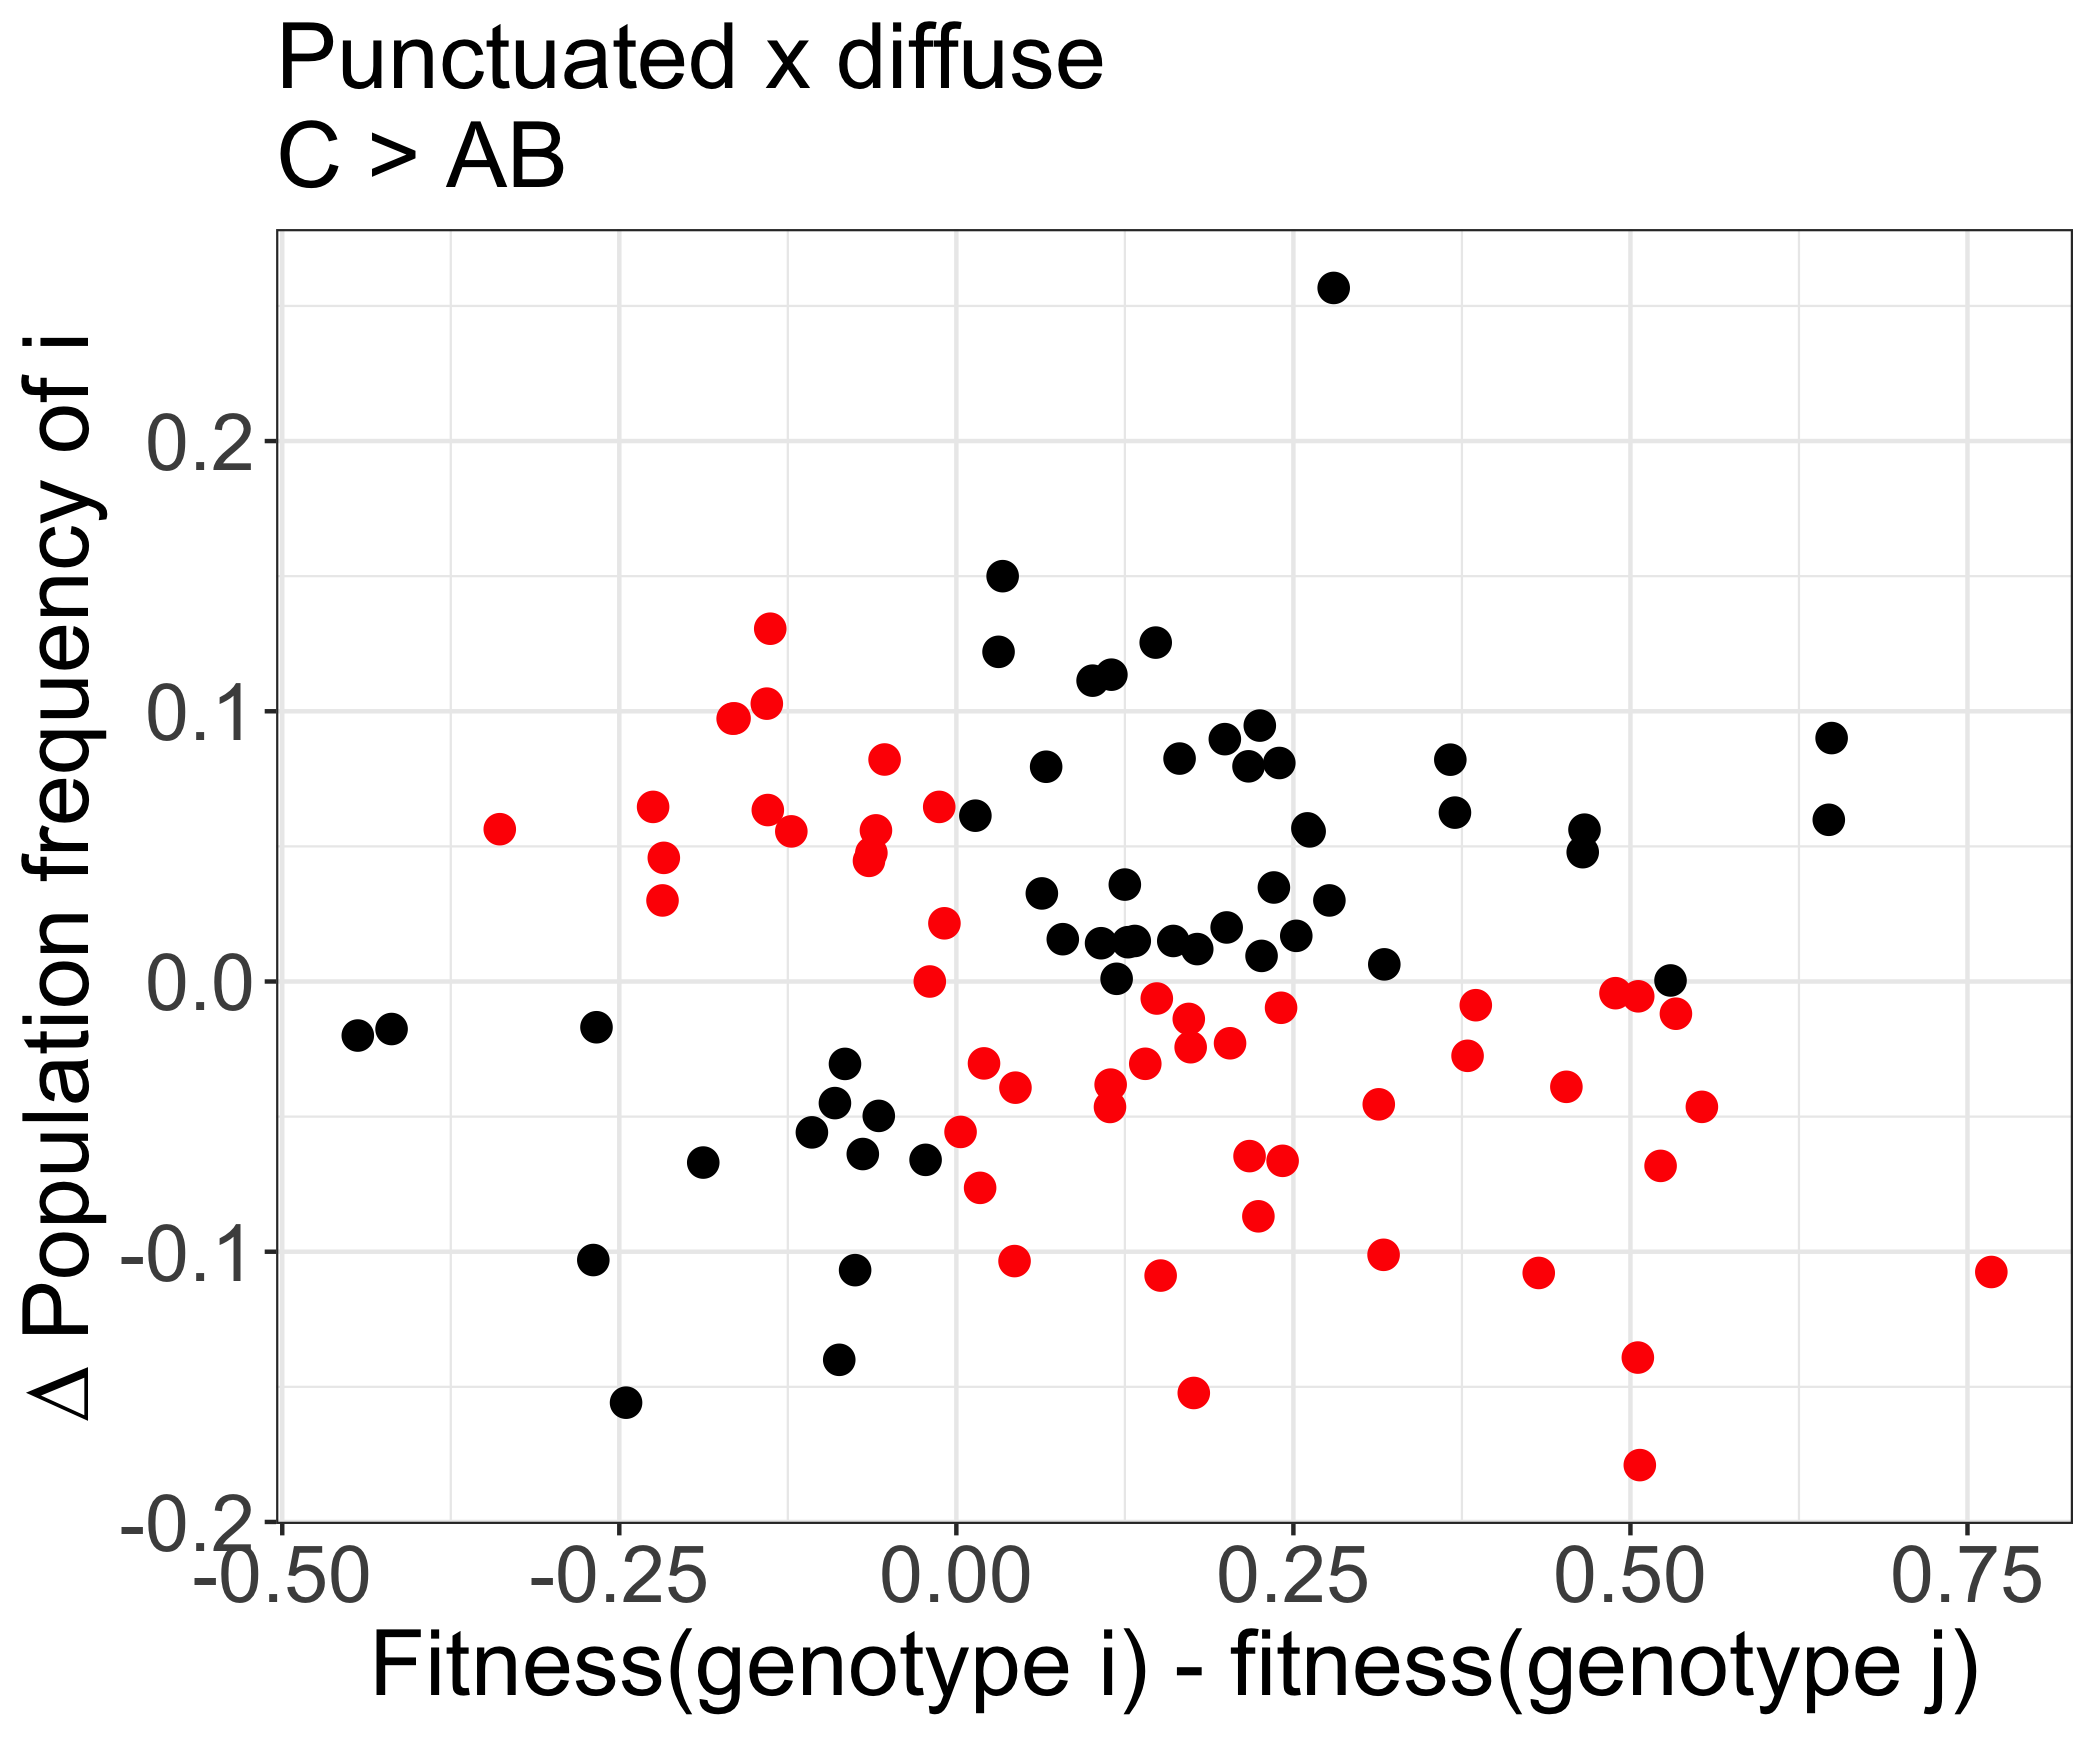 Punctuated x diffuse
C > AB
Δ Population frequency of i
0.2
0.1
0.0
-0.1
-0.2
-0.50 -0.25 0.00 0.25 0.50 0.75
Fitness(genotype i) - fitness(genotype j)